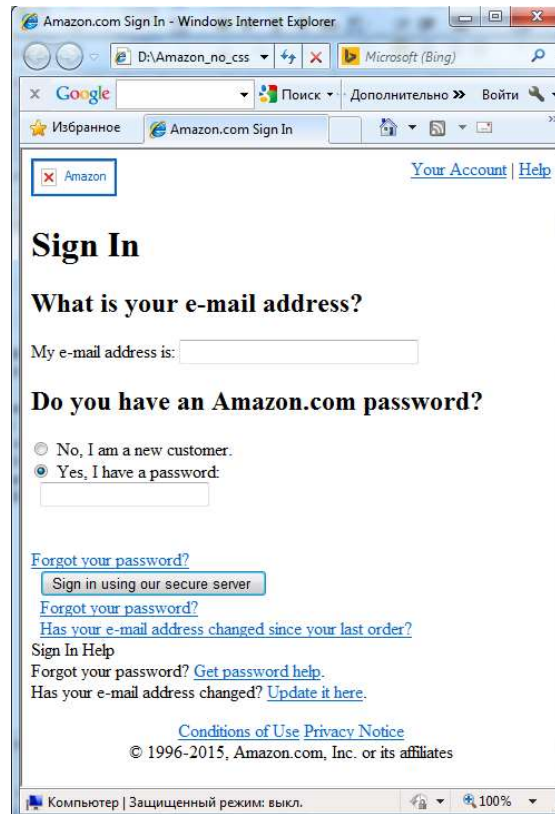 Amazon.com Sign In - Windows Internet Explorer
D:\Amazon_no_css
Microsoft (Bing)
x Google Поиск Дополнительно » Войти
Избранное Amazon.com Sign In
Amazon Your Account | Help
Sign In
What is your e-mail address?
My e-mail address is:
Do you have an Amazon.com password?
No, I am a new customer.
Yes, I have a password:
Forgot your password?
Sign in using our secure server
Forgot your password?
Has your e-mail address changed since your last order?
Sign In Help
Forgot your password? Get password help.
Has your e-mail address changed? Update it here.
Conditions of Use Privacy Notice
© 1996-2015, Amazon.com, Inc. or its affiliates
Компьютер | Защищенный режим: выкл. 100%